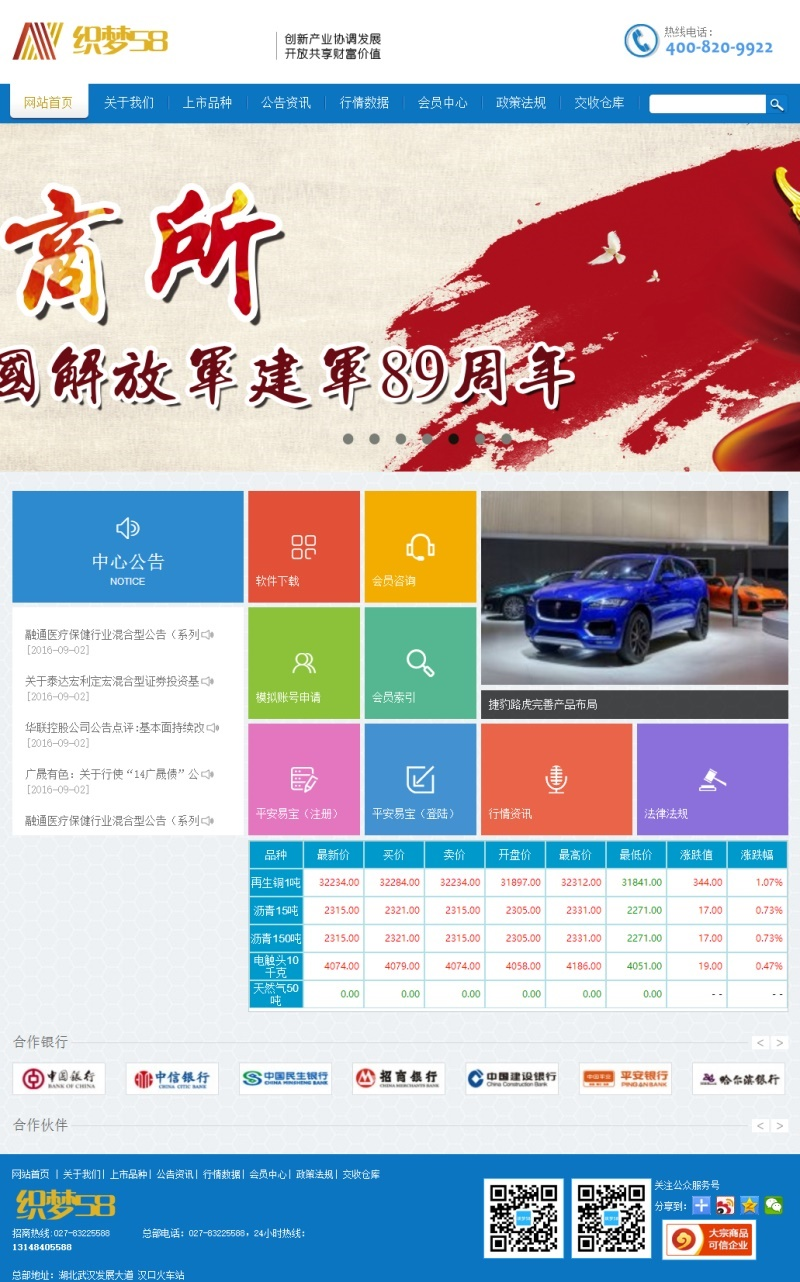 织梦58
创新产业协调发展
开放共享财富价值
热线电话：
400-820-9922
网站首页 关于我们 上市品种 公告资讯 行情数据 会员中心 政策法规 交收仓库
商所
國解放軍建軍89周年
中心公告
NOTICE
软件下载
会员咨询
模拟账号申请
会员索引
捷豹路虎完善产品布局
平安易宝（注册）
平安易宝（登陆）
行情资讯
法律法规
融通医疗保健行业混合型公告（系列
[2016-09-02]
关于泰达宏利定宏混合型证券投资基
[2016-09-02]
华联控股公司公告点评:基本面持续改
[2016-09-02]
广晟有色：关于行使“14广晟债”公
[2016-09-02]
融通医疗保健行业混合型公告（系列
品种 最新价 买价 卖价 开盘价 最高价 最低价 涨跌值 涨跌幅
再生铜1吨 32234.00 32284.00 32234.00 31897.00 32312.00 31841.00 344.00 1.07%
沥青15吨 2315.00 2321.00 2315.00 2305.00 2331.00 2271.00 17.00 0.73%
沥青150吨 2315.00 2321.00 2315.00 2305.00 2331.00 2271.00 17.00 0.73%
电触头10千克 4074.00 4079.00 4074.00 4058.00 4186.00 4051.00 19.00 0.47%
天然气50吨 0.00 0.00 0.00 0.00 0.00 0.00 - - - -
合作银行 < >
中国银行 BANK OF CHINA
中信银行 CHINA CITIC BANK
中国民生银行 CHINA MINSHENG BANK
招商银行 CHINA MERCHANTS BANK
中国建设银行 China Construction Bank
中国平安 平安银行 PING AN BANK
哈尔滨银行
合作伙伴 < >
网站首页 | 关于我们| 上市品种| 公告资讯| 行情数据| 会员中心| 政策法规| 交收仓库
织梦58
招商热线:027-83225588 总部电话：027-83225588，24小时热线：
13148405588
总部地址：湖北武汉发展大道 汉口火车站
关注公众服务号
分享到：
大宗商品
可信企业